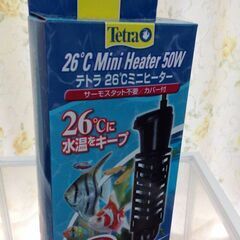 Tetra
26℃ Mini Heater 50W
テトラ 26℃ミニヒーター
サーモスタット不要/カバー付
26℃に
水温をキープ